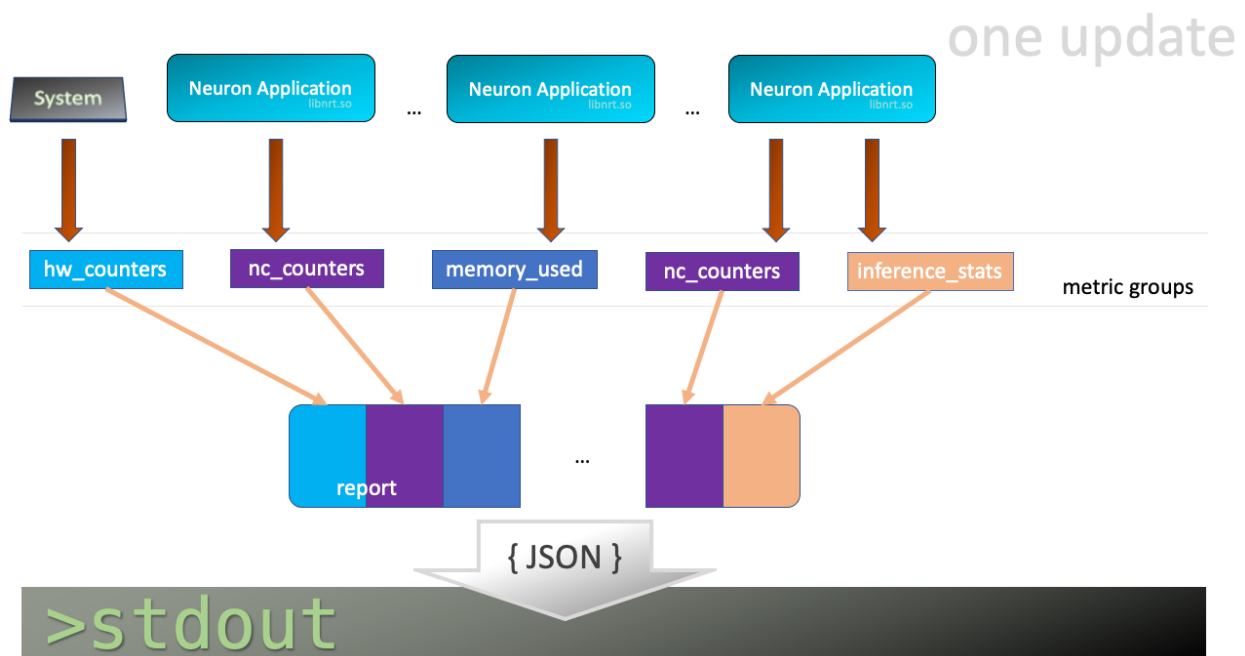 one update
System
Neuron Application
libnrt.so
...
Neuron Application
libnrt.so
...
Neuron Application
libnrt.so
hw_counters
nc_counters
memory_used
nc_counters
inference_stats
metric groups
...
report
{ JSON }
>stdout